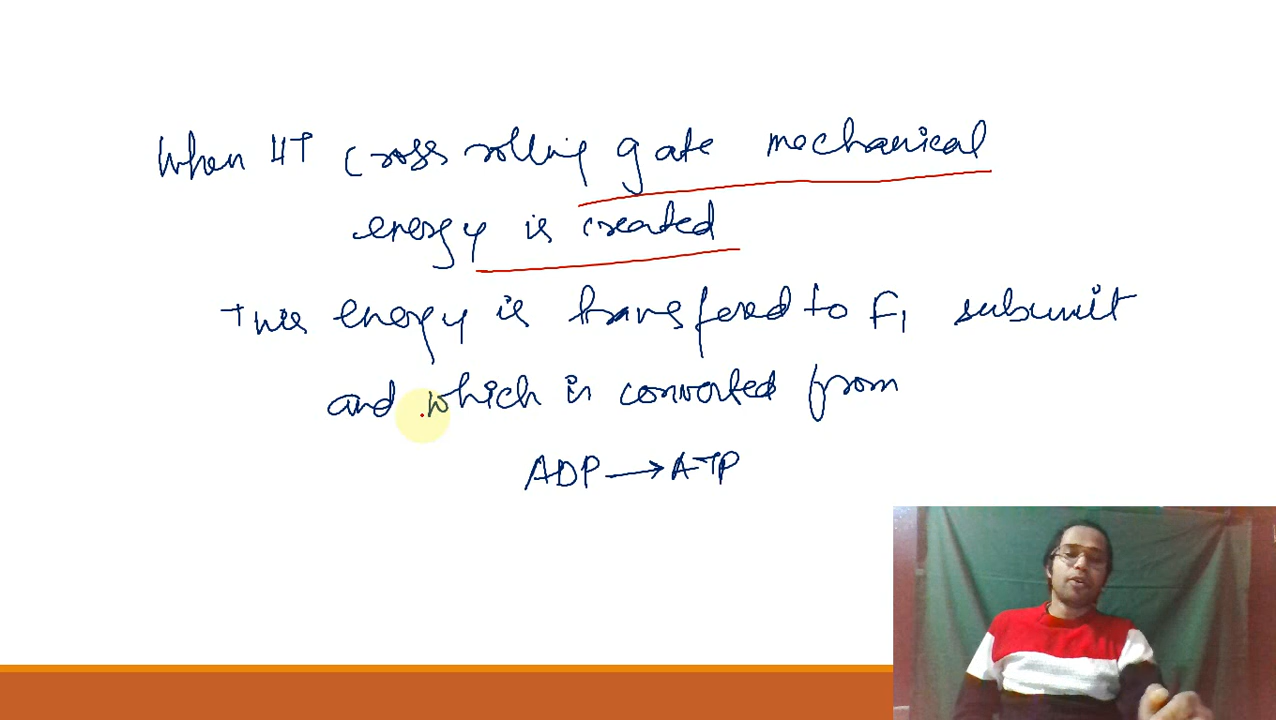 When H+ cross rolling gate mechanical
energy is created
This energy is transfered to F1 subunit
and which is converted from
ADP → ATP